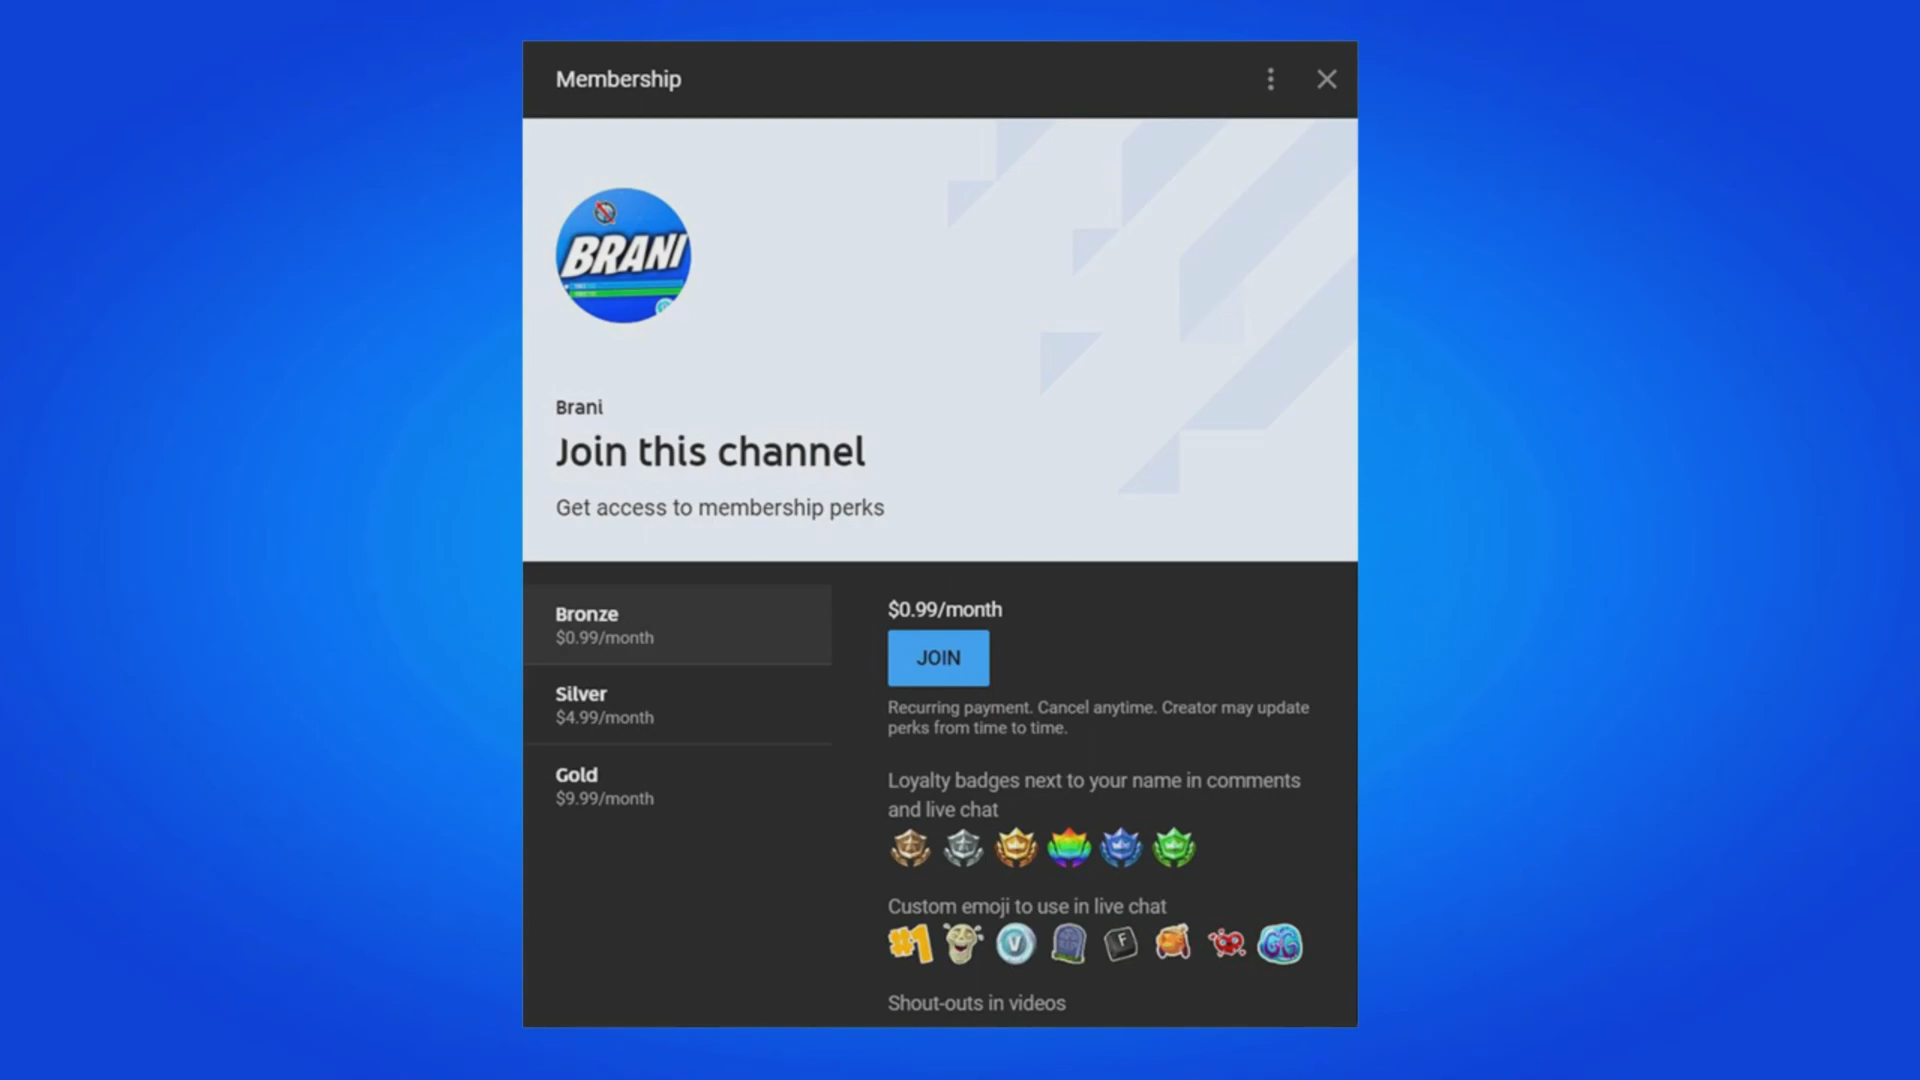 Membership
BRANI
Brani
Join this channel
Get access to membership perks
Bronze
$0.99/month
Silver
$4.99/month
Gold
$9.99/month
$0.99/month
JOIN
Recurring payment. Cancel anytime. Creator may update
perks from time to time.
Loyalty badges next to your name in comments
and live chat
Custom emoji to use in live chat
#1 V RIP F GG
Shout-outs in videos